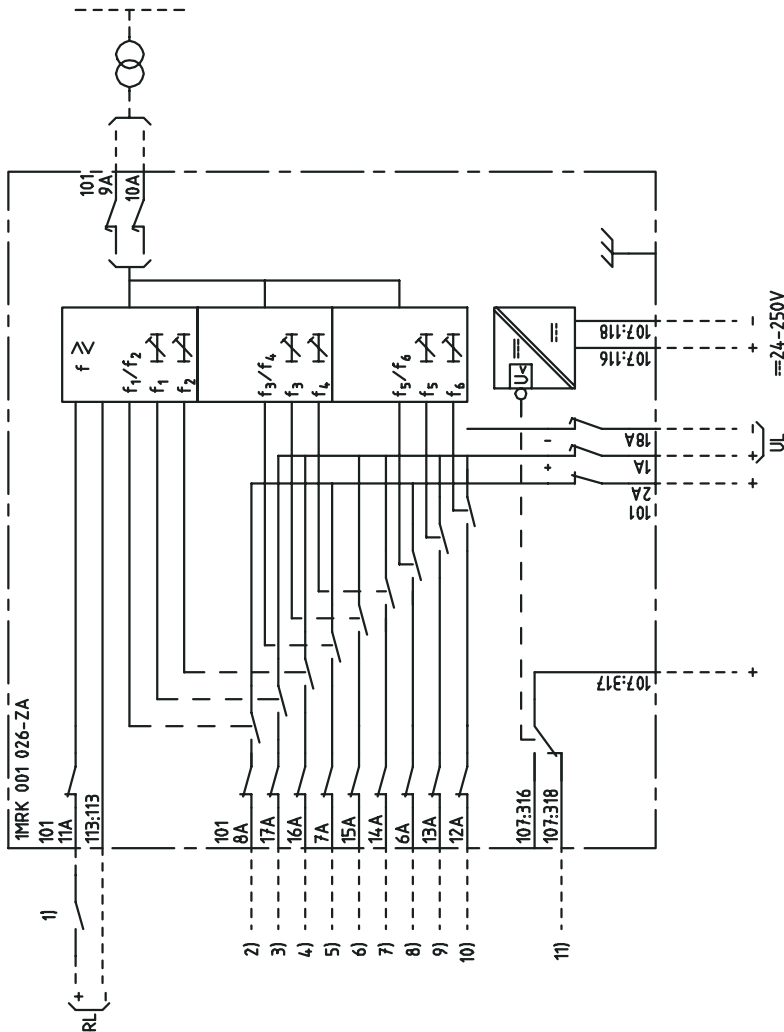 1MRK 001 026-ZA
101
9A
10A
f ≥
f1/f2
f1
f2
f3/f4
f3
f4
f5/f6
f5
f6
U<
107:118
107:116
-
+
24-250V
101
11A
113:113
1)
+
-
RL
101
8A
17A
16A
7A
15A
14A
6A
13A
12A
2)
3)
4)
5)
6)
7)
8)
9)
10)
-
+
18A
1A
2A
101
-
+
+
UL
107:316
107:318
11)
107:317
+